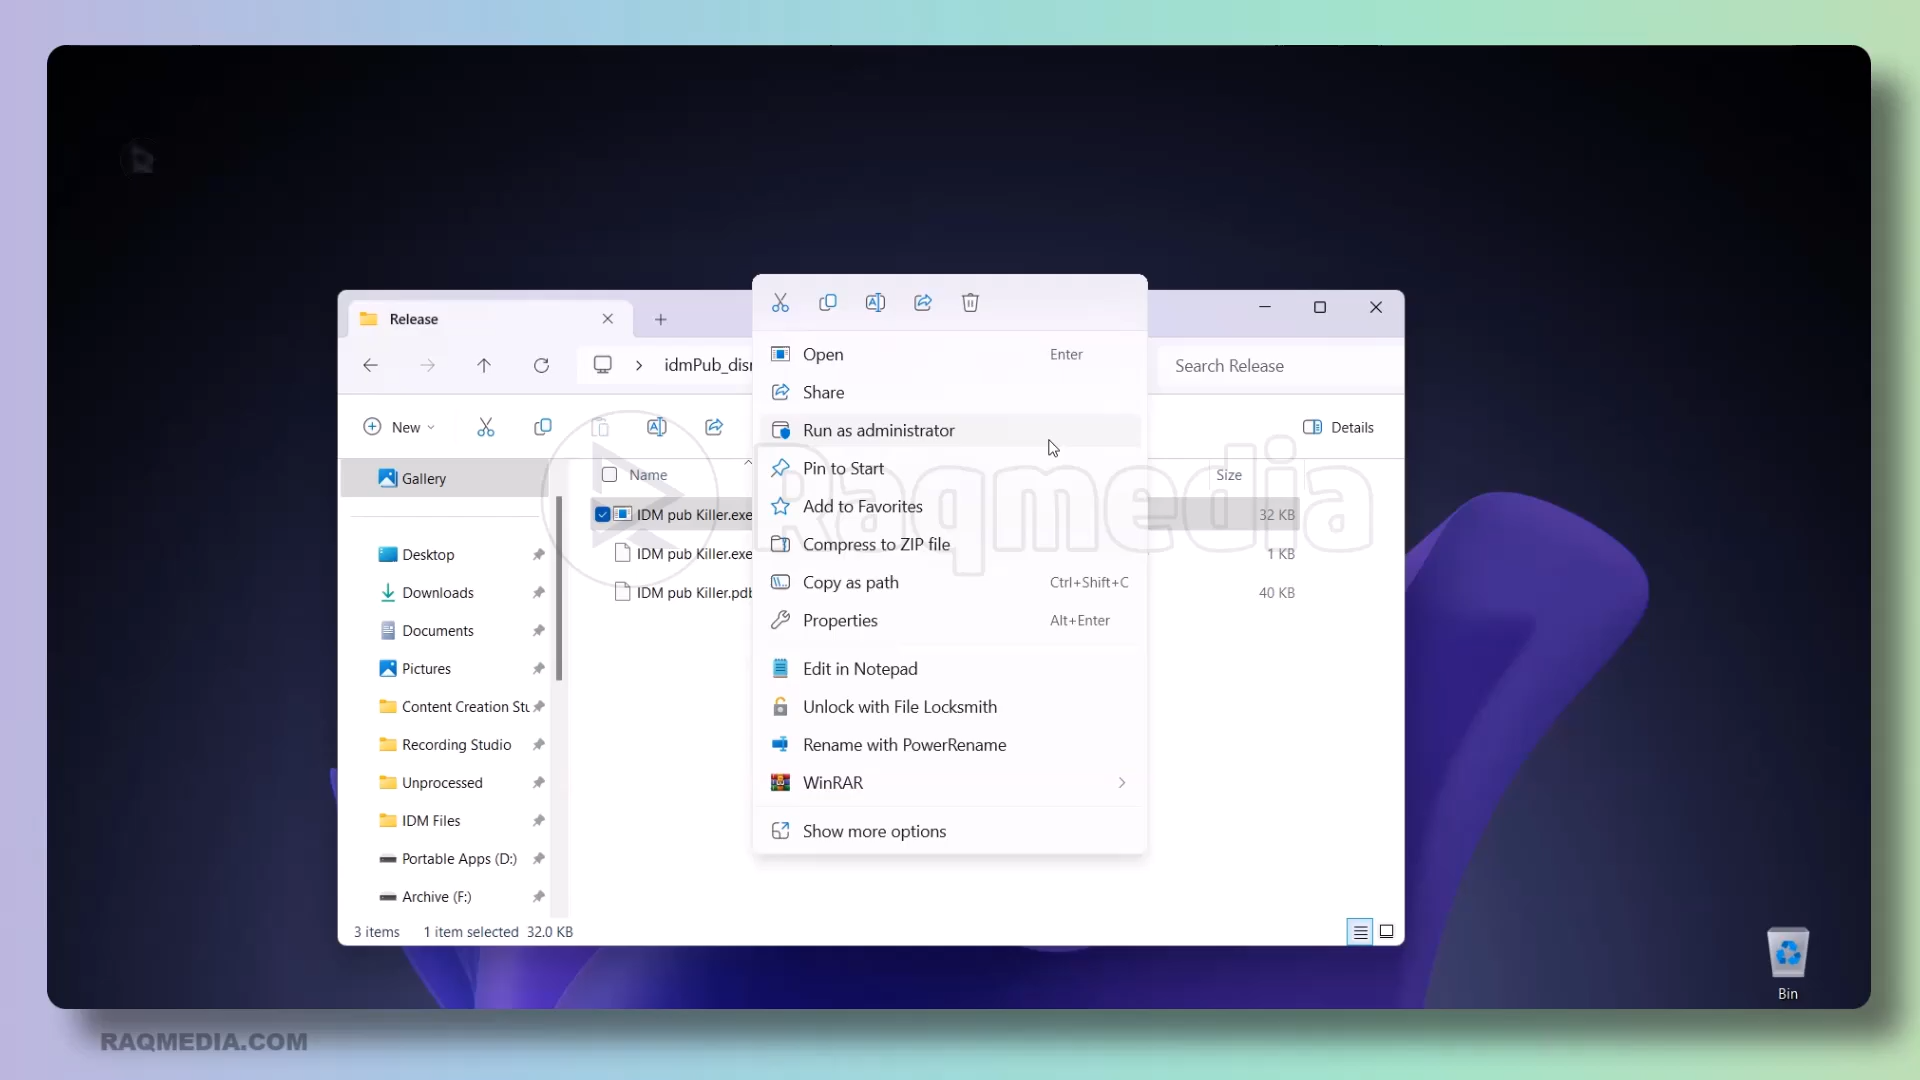 Release
idmPub_disr
Search Release
New
Details
Gallery
Desktop
Downloads
Documents
Pictures
Content Creation Stu
Recording Studio
Unprocessed
IDM Files
Portable Apps (D:)
Archive (F:)
Name
Size
IDM pub Killer.exe
32 KB
IDM pub Killer.exe
1 KB
IDM pub Killer.pdb
40 KB
Open Enter
Share
Run as administrator
Pin to Start
Add to Favorites
Compress to ZIP file
Copy as path Ctrl+Shift+C
Properties Alt+Enter
Edit in Notepad
Unlock with File Locksmith
Rename with PowerRename
WinRAR
Show more options
Raqmedia
3 items 1 item selected 32.0 KB
Bin
RAQMEDIA.COM